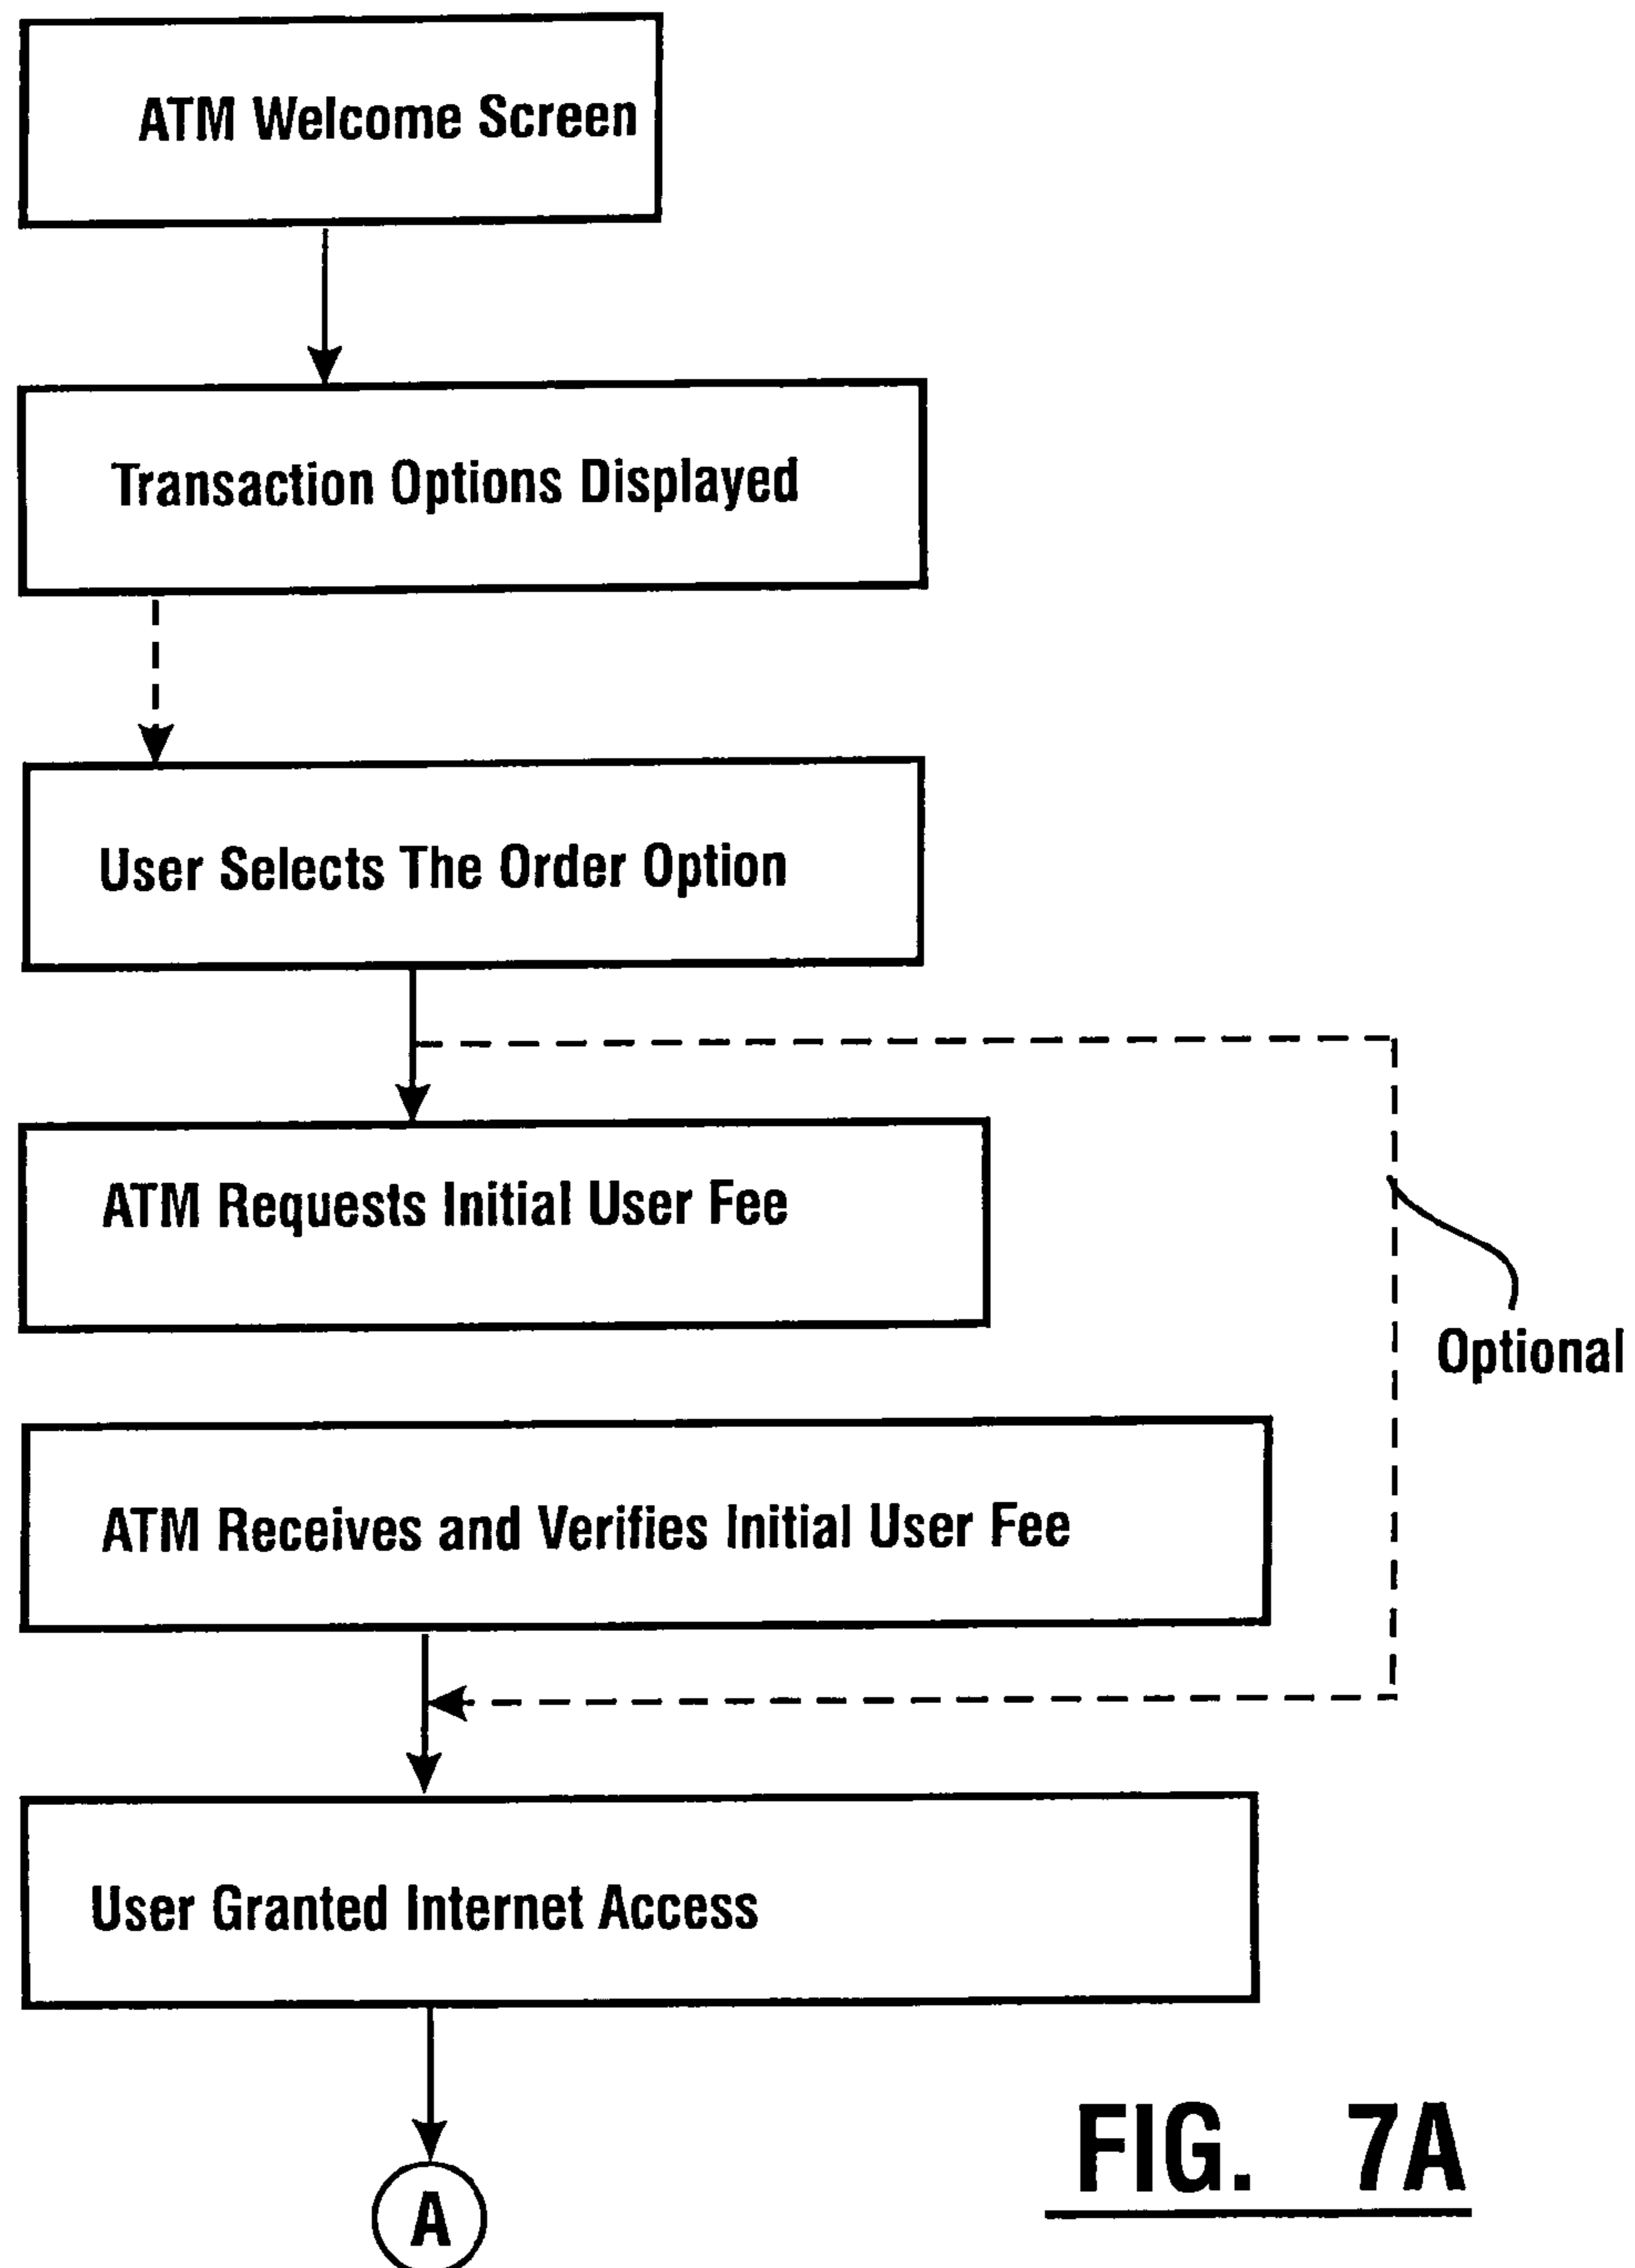 ATM Welcome Screen
Transaction Options Displayed
User Selects The Order Option
ATM Requests Initial User Fee
Optional
ATM Receives and Verifies Initial User Fee
User Granted Internet Access
A
FIG. 7A